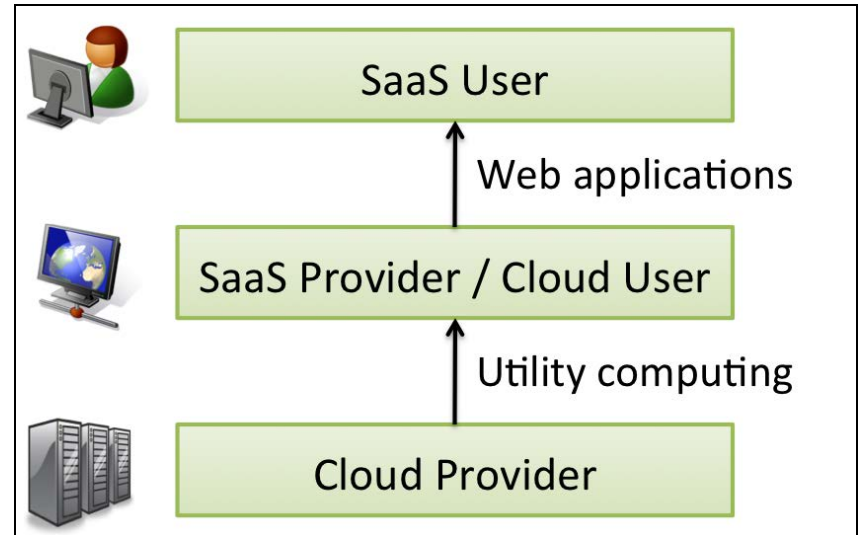 SaaS User
Web applications
SaaS Provider / Cloud User
Utility computing
Cloud Provider